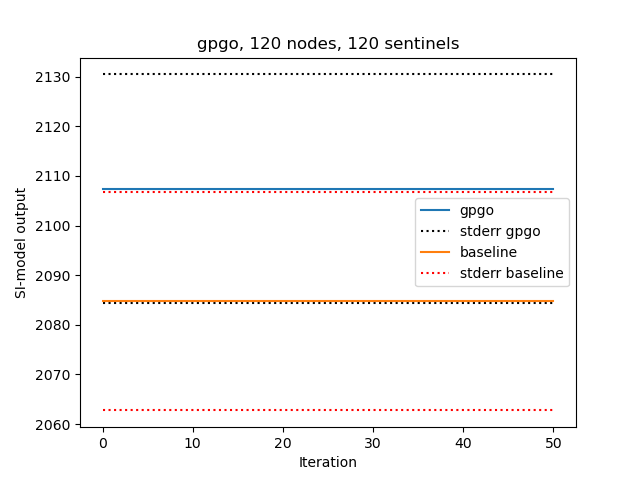 gpgo, 120 nodes, 120 sentinels
SI-model output
2130
2120
2110
2100
2090
2080
2070
2060
gpgo
stderr gpgo
baseline
stderr baseline
0 10 20 30 40 50
Iteration